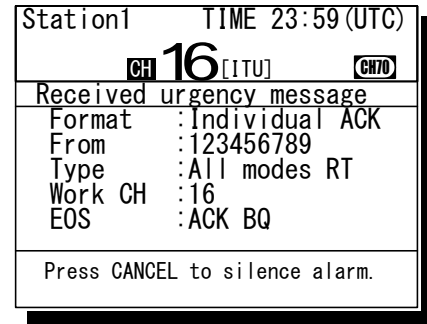 Station1 TIME 23:59(UTC)
CH 16[ITU] CH70
Received urgency message
Format :Individual ACK
From :123456789
Type :All modes RT
Work CH :16
EOS :ACK BQ
Press CANCEL to silence alarm.